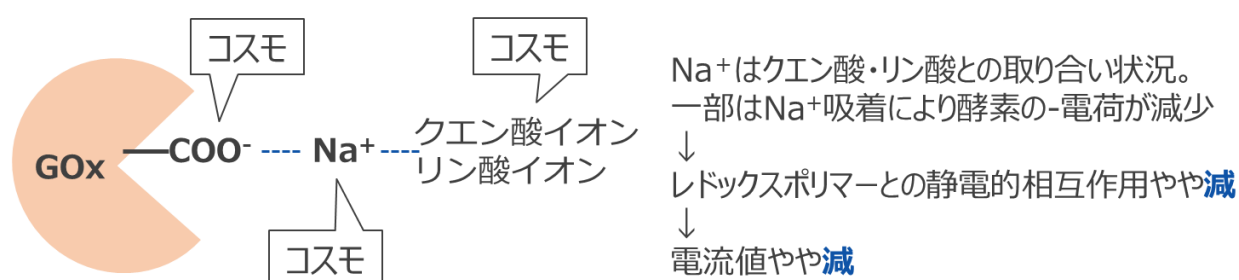 コスモ
コスモ
GOx
COO⁻ ---- Na⁺ ---- クエン酸イオン
リン酸イオン
コスモ
Na⁺はクエン酸・リン酸との取り合い状況。
一部はNa⁺吸着により酵素の-電荷が減少
↓
レドックスポリマーとの静電的相互作用やや減
↓
電流値やや減